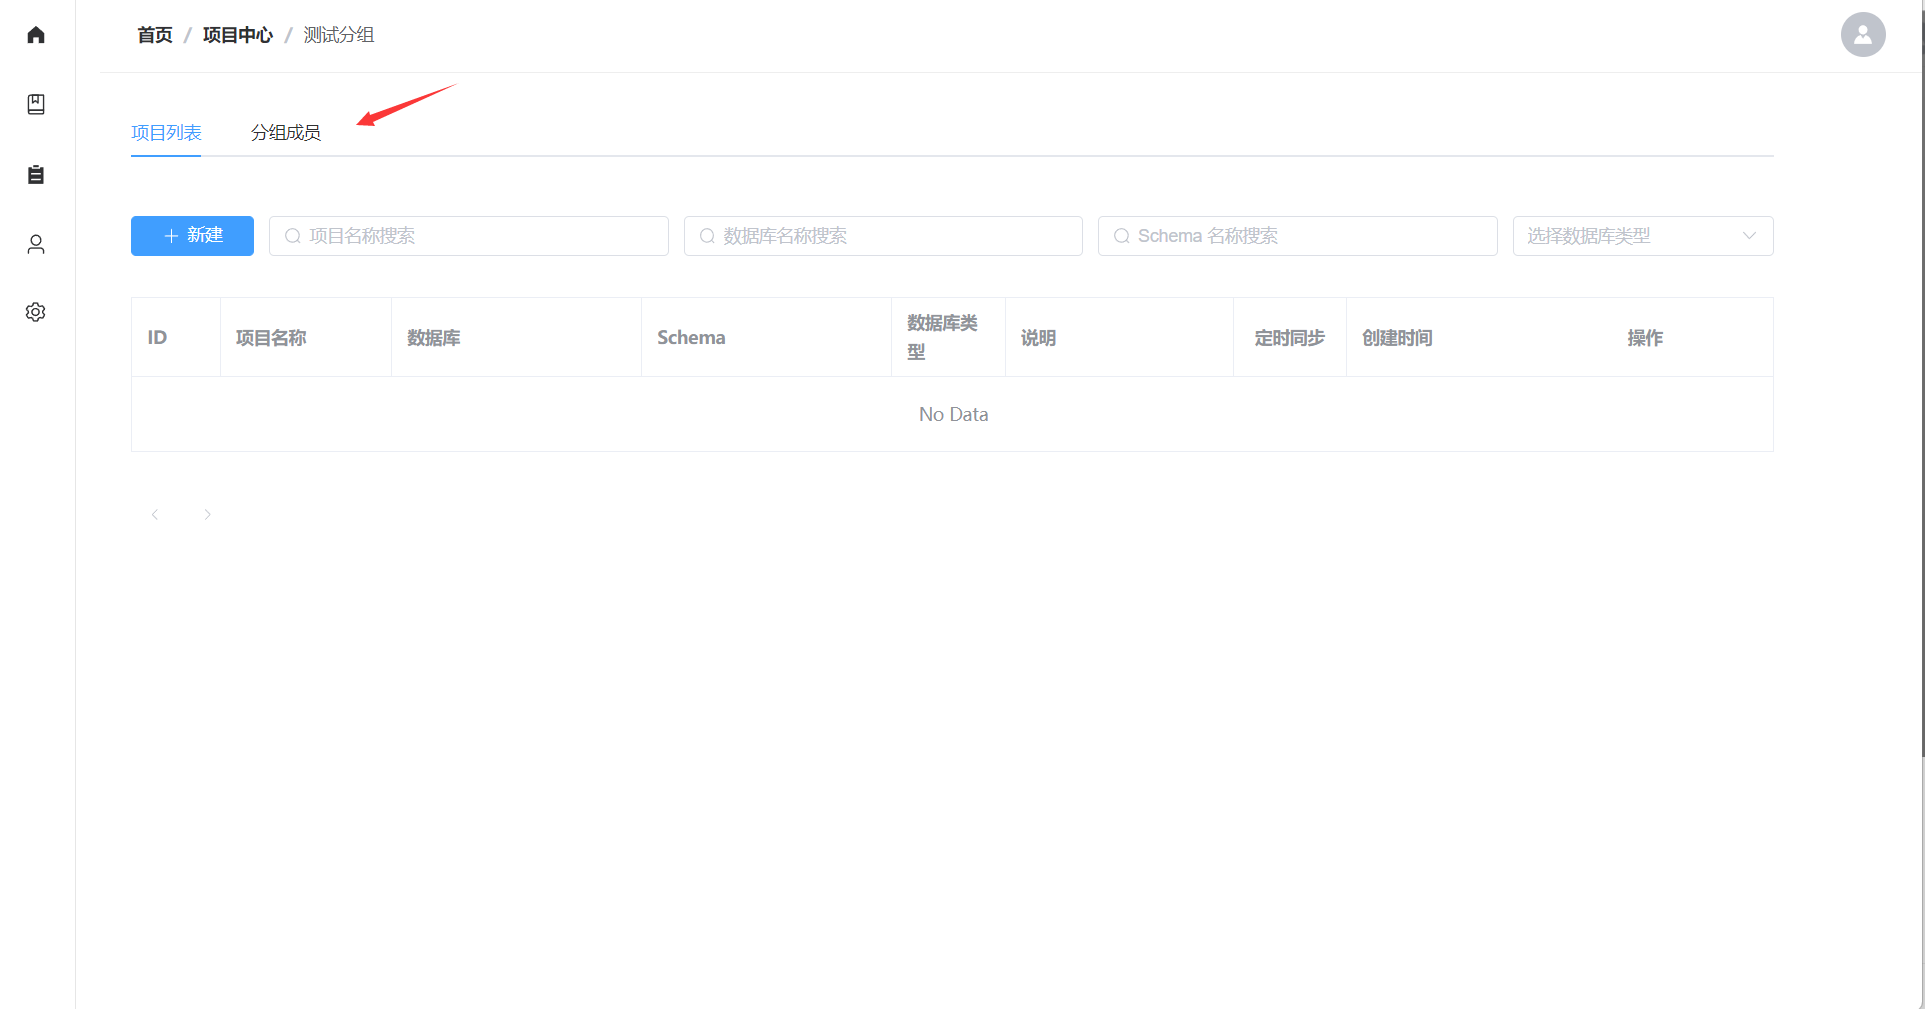 首页 / 项目中心 / 测试分组
项目列表 分组成员
新建 项目名称搜索 数据库名称搜索 Schema 名称搜索 选择数据库类型
ID 项目名称 数据库 Schema 数据库类型 说明 定时同步 创建时间 操作
No Data